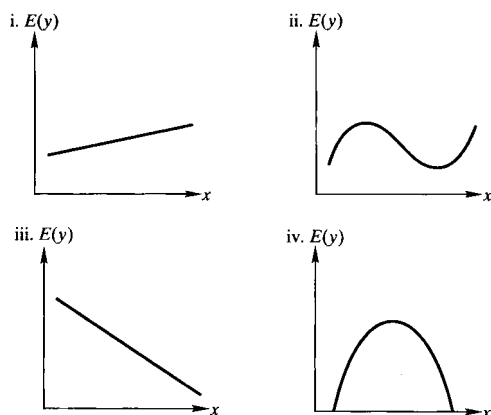 i. E(y)
x
ii. E(y)
x
iii. E(y)
x
iv. E(y)
x